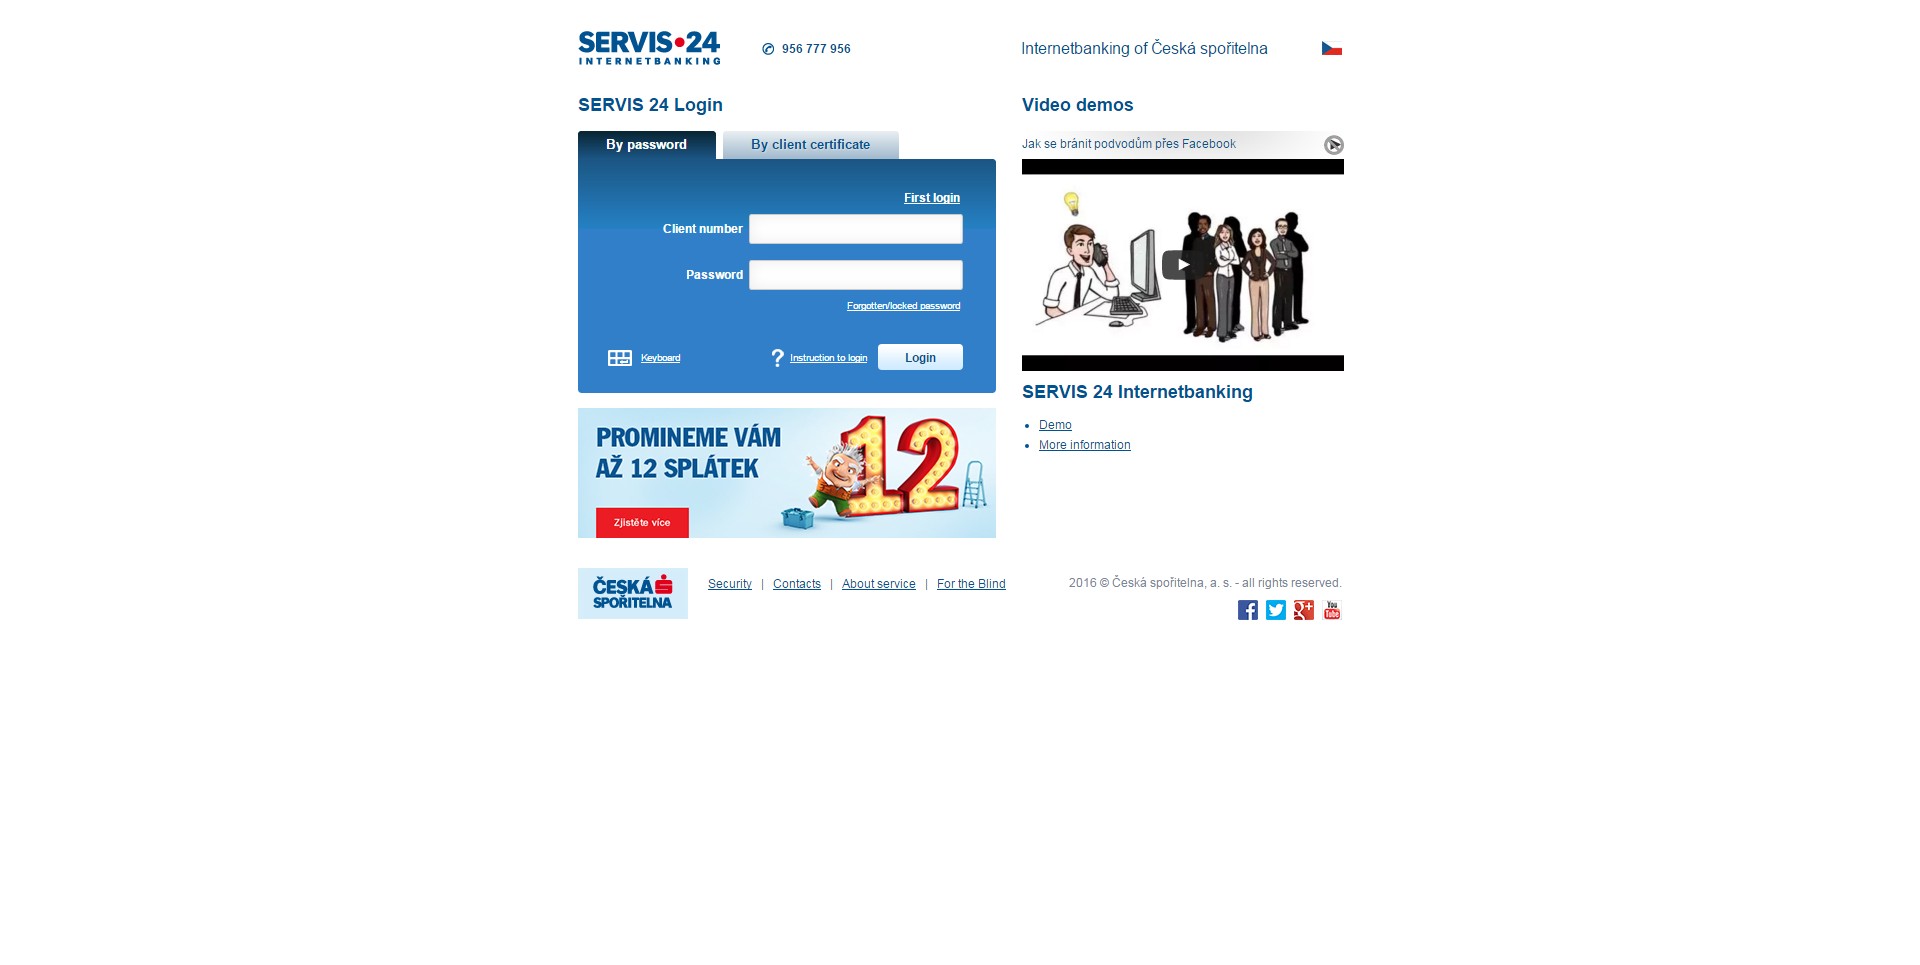 SERVIS 24
INTERNETBANKING
956 777 956
Internetbanking of Česká spořitelna
SERVIS 24 Login
By password
By client certificate
First login
Client number
Password
Forgotten/locked password
Keyboard
? Instruction to login
Login
PROMINEME VÁM
AŽ 12 SPLÁTEK
12
Zjistěte více
Video demos
Jak se bránit podvodům přes Facebook
SERVIS 24 Internetbanking
• Demo
• More information
ČESKÁ
SPOŘITELNA
Security | Contacts | About service | For the Blind
2016 © Česká spořitelna, a. s. - all rights reserved.
f
g+
You
Tube